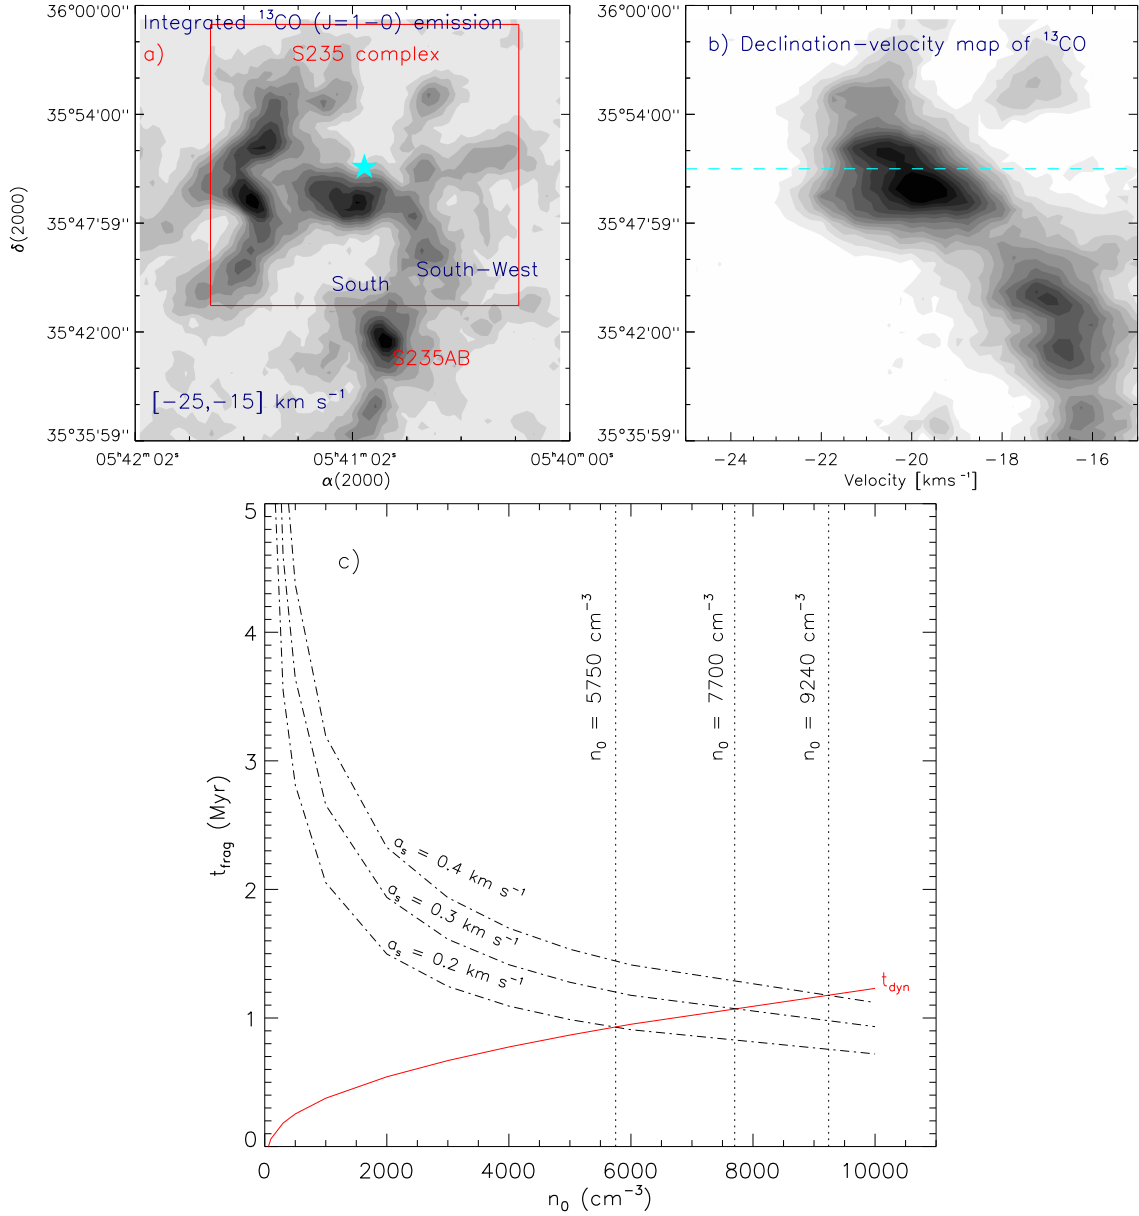 Integrated ¹³CO (J=1−0) emission
a)
S235 complex
South−West
South
S235AB
[−25,−15] km s⁻¹
36°00'00"
35°54'00"
35°47'59"
35°42'00"
35°35'59"
δ(2000)
05ʰ42ᵐ02ˢ
05ʰ41ᵐ02ˢ
05ʰ40ᵐ00ˢ
α(2000)
b) Declination−velocity map of ¹³CO
36°00'00"
35°54'00"
35°47'59"
35°42'00"
35°35'59"
−24
−22
−20
−18
−16
Velocity [kms⁻¹]
c)
5
4
3
2
1
0
t_frag (Myr)
n₀ = 5750 cm⁻³
n₀ = 7700 cm⁻³
n₀ = 9240 cm⁻³
aₛ = 0.4 km s⁻¹
aₛ = 0.3 km s⁻¹
aₛ = 0.2 km s⁻¹
t_dyn
0
2000
4000
6000
8000
10000
n₀ (cm⁻³)